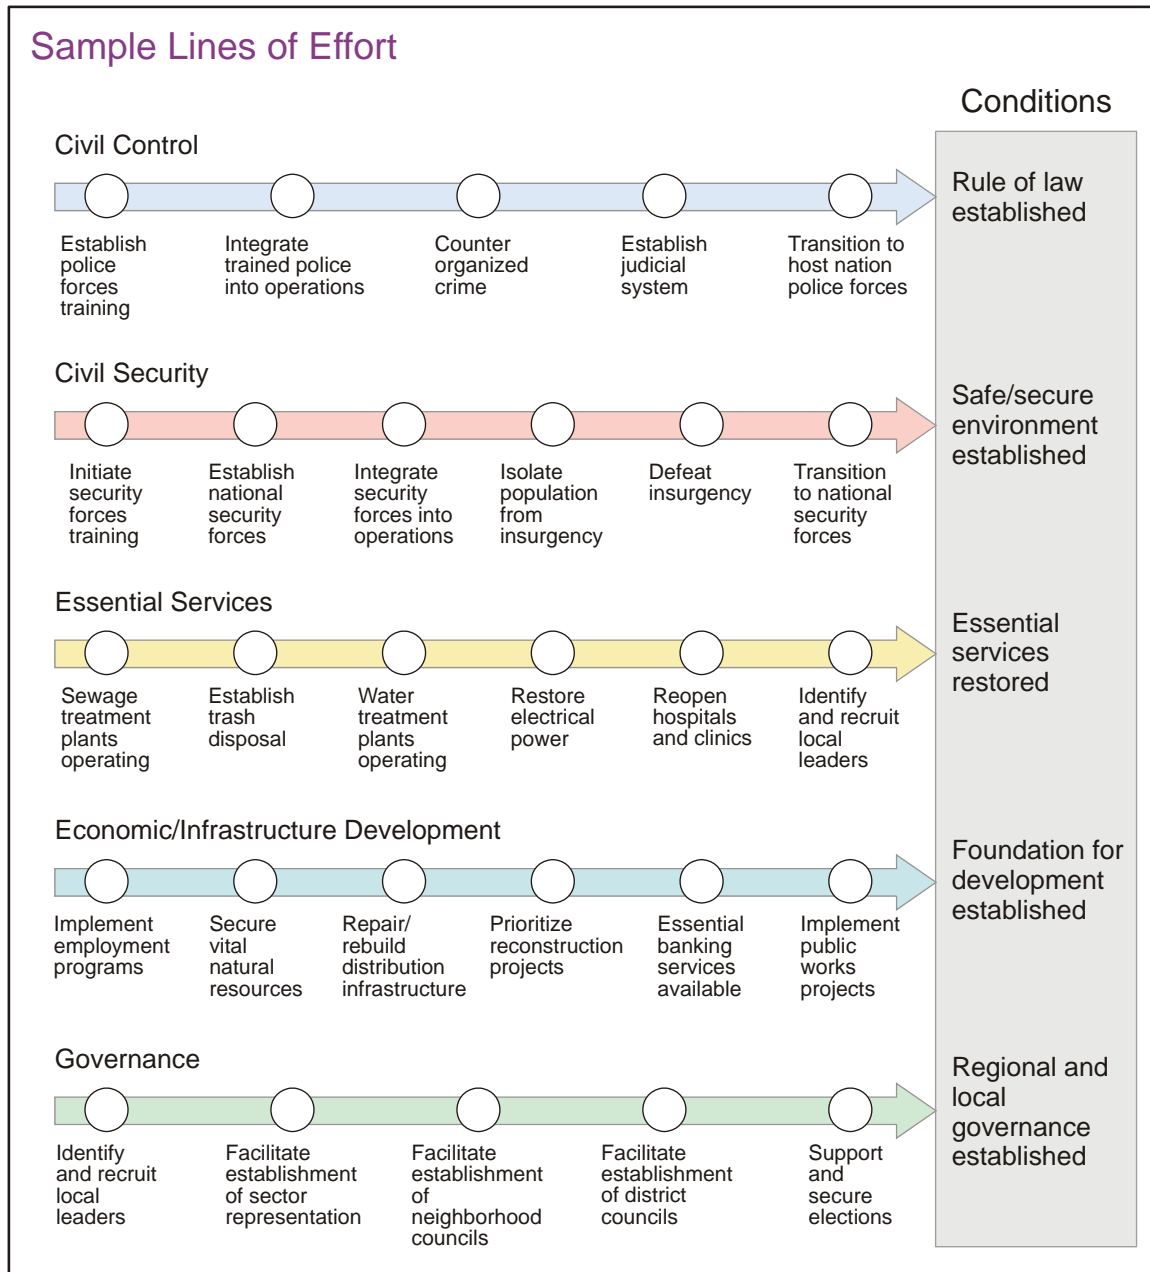 Sample Lines of Effort
Conditions
Civil Control
Establish
police
forces
training
Integrate
trained police
into operations
Counter
organized
crime
Establish
judicial
system
Transition to
host nation
police forces
Rule of law
established
Civil Security
Initiate
security
forces
training
Establish
national
security
forces
Integrate
security
forces into
operations
Isolate
population
from
insurgency
Defeat
insurgency
Transition
to national
security
forces
Safe/secure
environment
established
Essential Services
Sewage
treatment
plants
operating
Establish
trash
disposal
Water
treatment
plants
operating
Restore
electrical
power
Reopen
hospitals
and clinics
Identify
and recruit
local
leaders
Essential
services
restored
Economic/Infrastructure Development
Implement
employment
programs
Secure
vital
natural
resources
Repair/
rebuild
distribution
infrastructure
Prioritize
reconstruction
projects
Essential
banking
services
available
Implement
public
works
projects
Foundation for
development
established
Governance
Identify
and recruit
local
leaders
Facilitate
establishment
of sector
representation
Facilitate
establishment
of
neighborhood
councils
Facilitate
establishment
of district
councils
Support
and
secure
elections
Regional and
local
governance
established